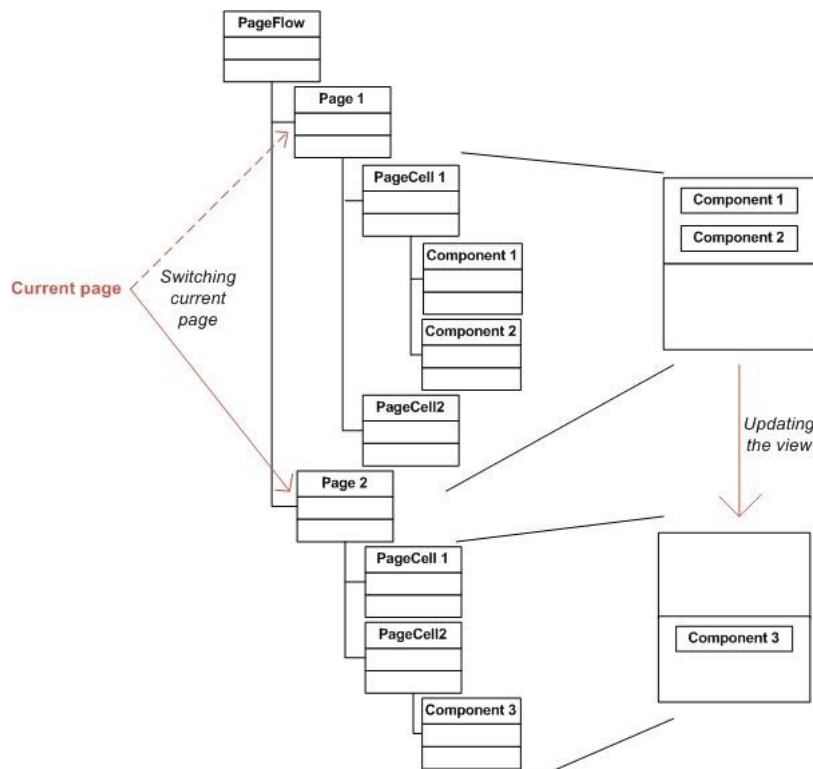 PageFlow
Page 1
PageCell 1
Component 1
Component 2
PageCell2
Page 2
PageCell 1
PageCell2
Component 3
Current page
Switching
current
page
Component 1
Component 2
Updating
the view
Component 3